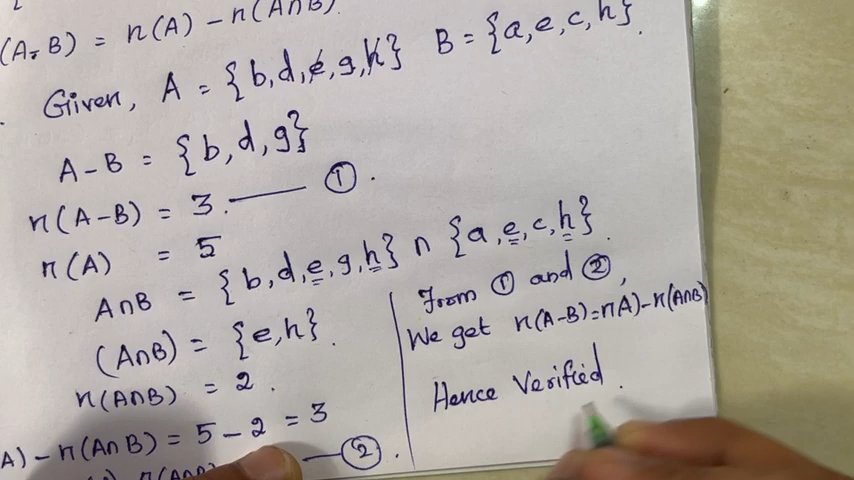 (A-B) = n(A) - n(A∩B)
Given, A = {b,d,e,g,h} B = {a,e,c,h}.
A-B = {b,d,g}
n(A-B) = 3. —— ①.
n(A) = 5
A∩B = {b,d,e,g,h} ∩ {a,e,c,h}.
(A∩B) = {e,h}.
n(A∩B) = 2.
A) - n(A∩B) = 5-2 = 3
—②.
From ① and ②,
We get n(A-B)=n(A)-n(A∩B)
Hence Verified.